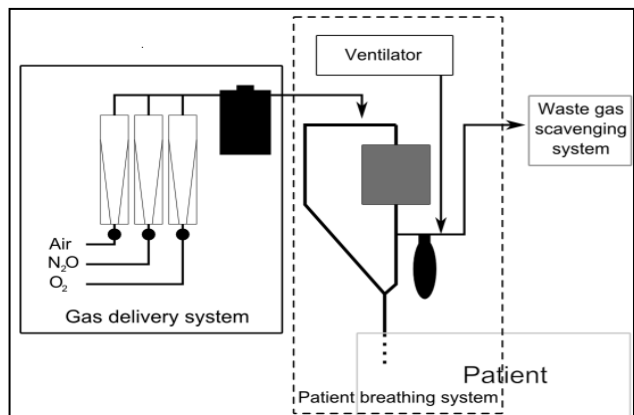 Ventilator
Waste gas
scavenging
system
Air
N₂O
O₂
Gas delivery system
Patient
Patient breathing system